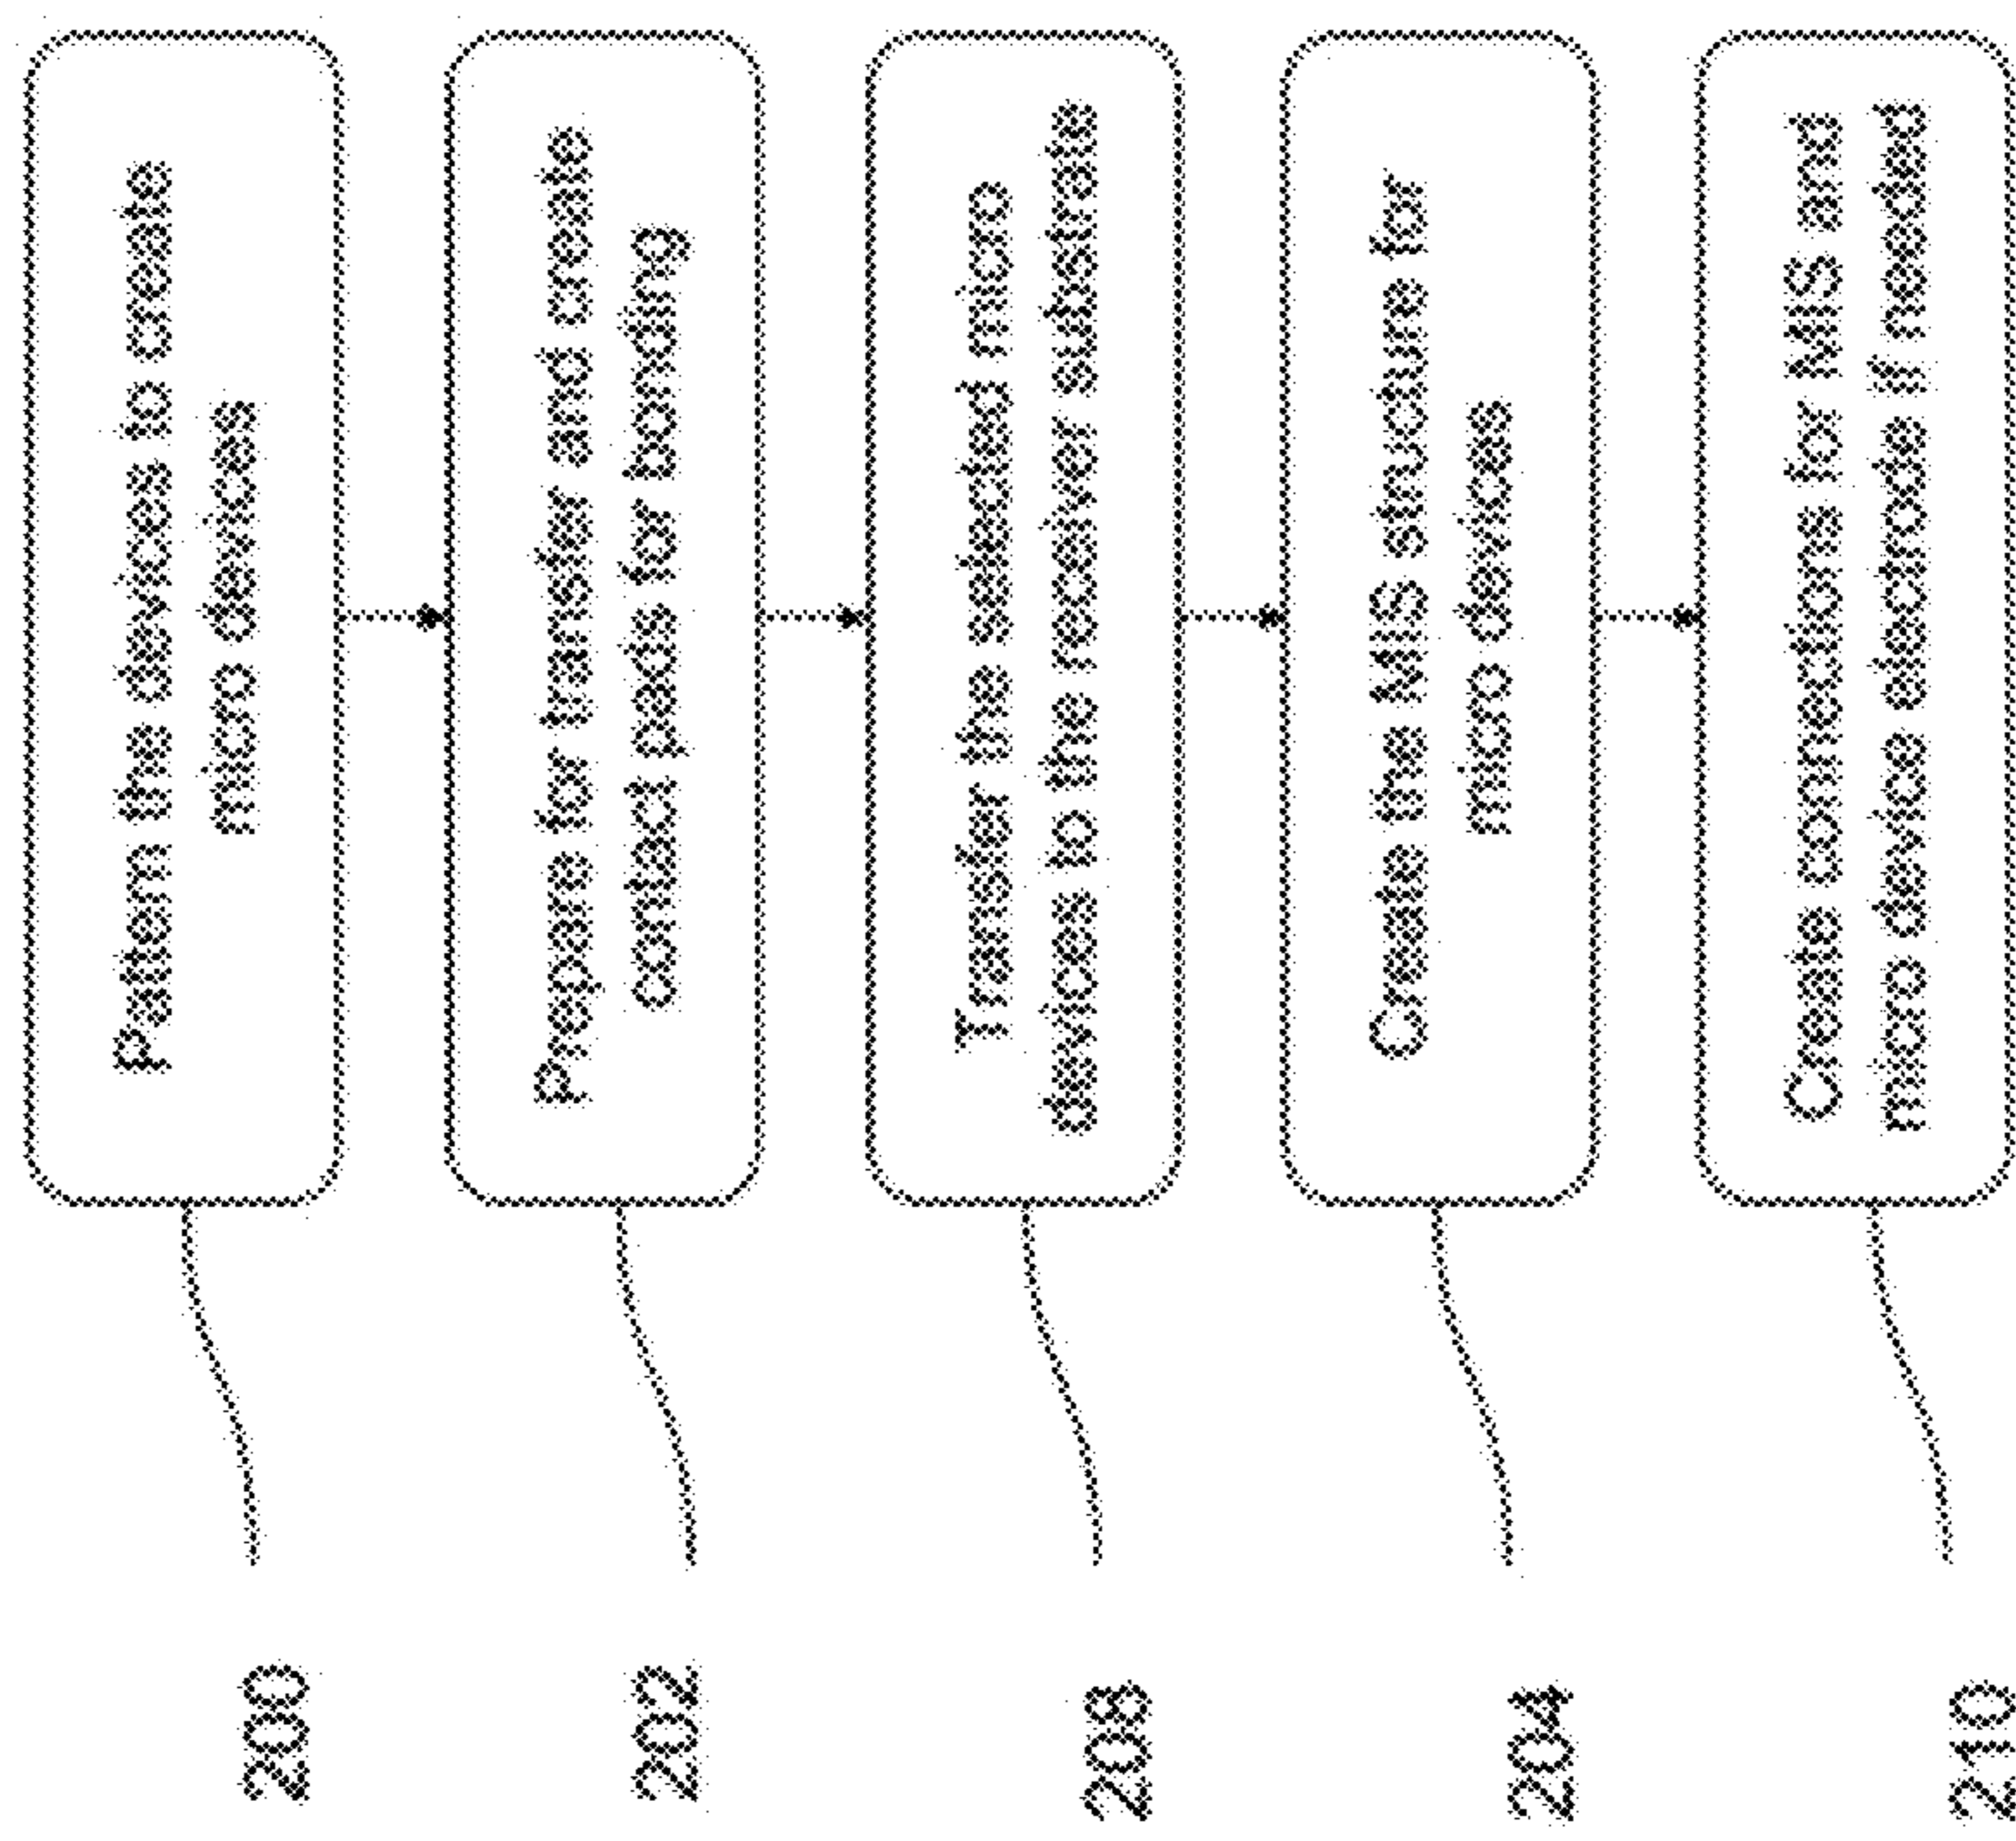 Pattern the devices to create
micro devices
200
Prepare for transfer and create
contact pads for bonding
202
Transfer the selected micro
devices to the receiver substrate
208
Create the MIS structure for
micro devices
204
Create connections for MIS and
micro device electrode if needed
210